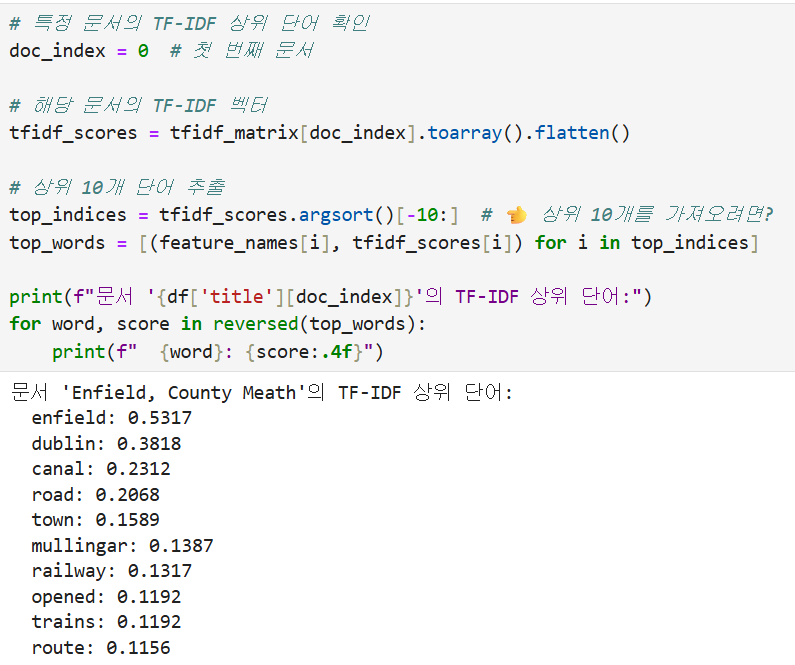 # 특정 문서의 TF-IDF 상위 단어 확인
doc_index = 0  # 첫 번째 문서
# 해당 문서의 TF-IDF 벡터
tfidf_scores = tfidf_matrix[doc_index].toarray().flatten()
# 상위 10개 단어 추출
top_indices = tfidf_scores.argsort()[-10:]  # 👈 상위 10개를 가져오려면?
top_words = [(feature_names[i], tfidf_scores[i]) for i in top_indices]
print(f"문서 '{df['title'][doc_index]}'의 TF-IDF 상위 단어:")
for word, score in reversed(top_words):
    print(f"  {word}: {score:.4f}")
문서 'Enfield, County Meath'의 TF-IDF 상위 단어:
  enfield: 0.5317
  dublin: 0.3818
  canal: 0.2312
  road: 0.2068
  town: 0.1589
  mullingar: 0.1387
  railway: 0.1317
  opened: 0.1192
  trains: 0.1192
  route: 0.1156